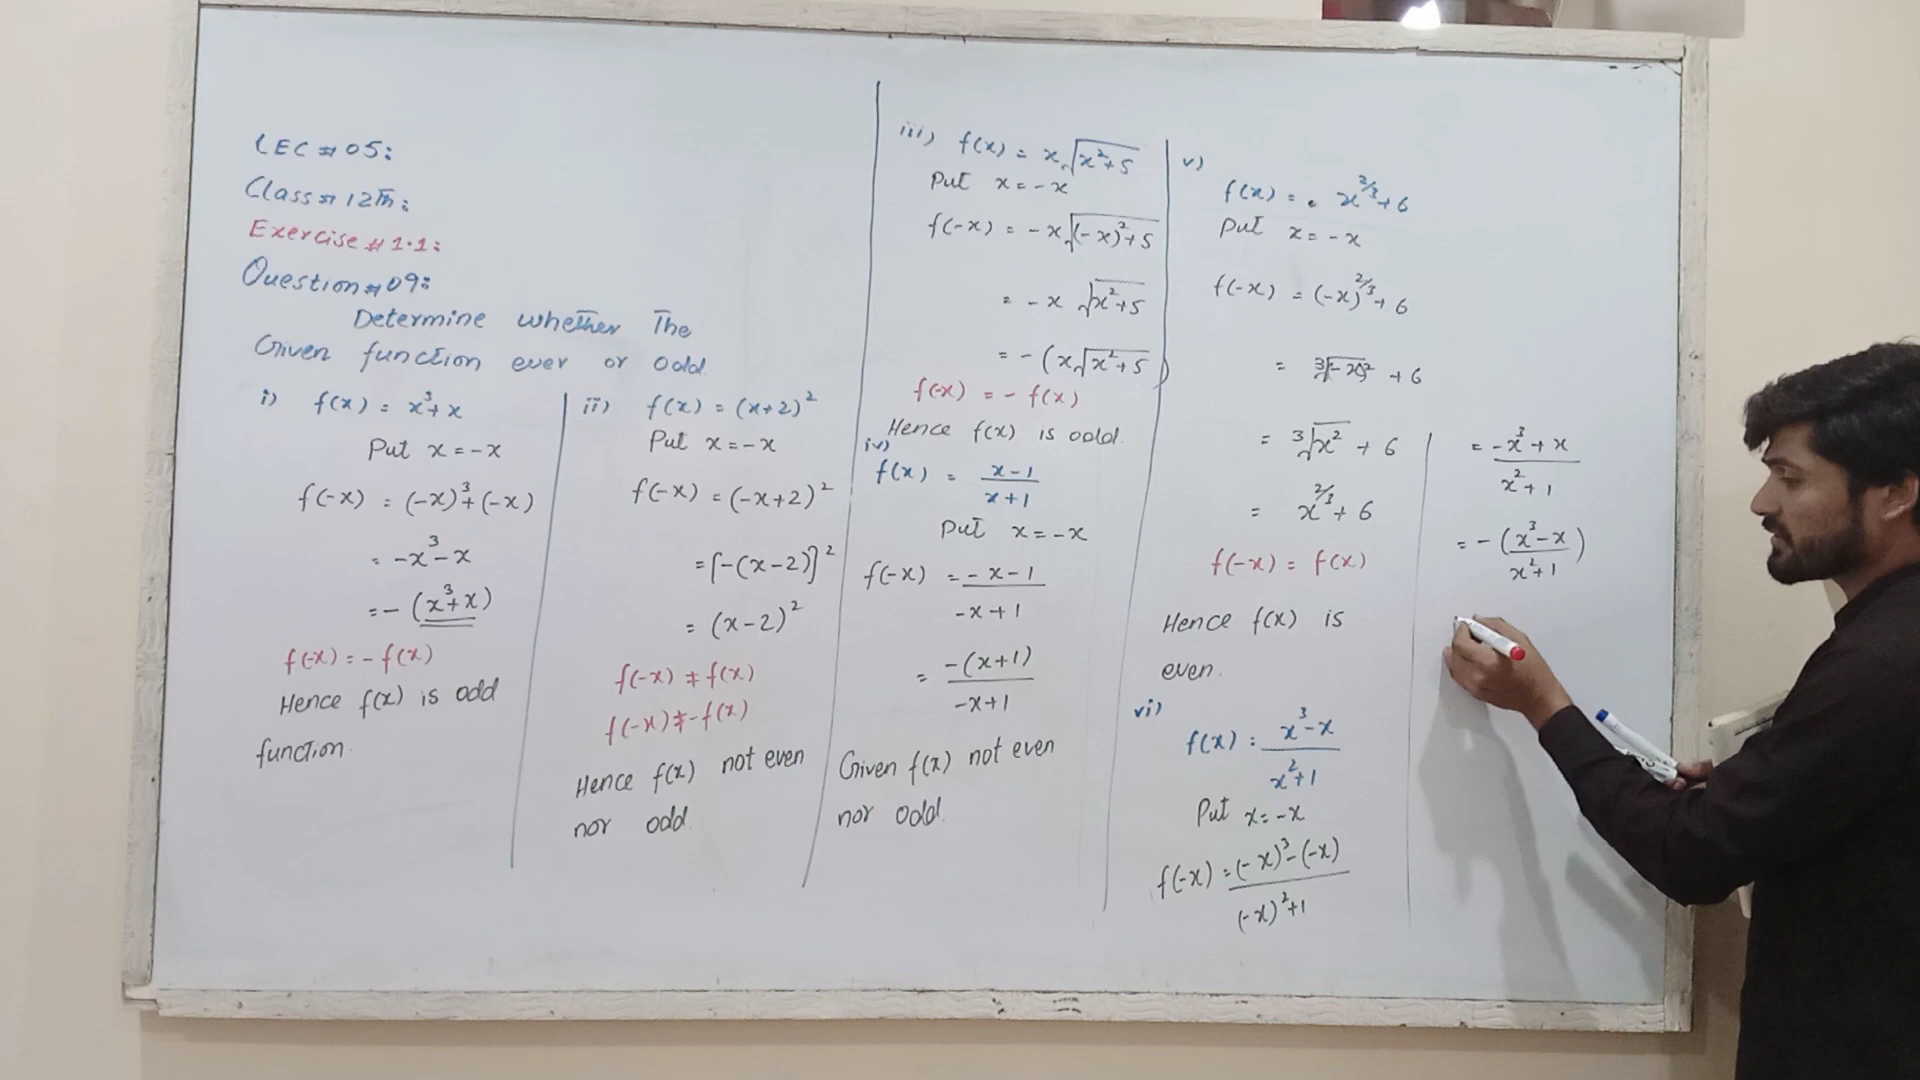 LEC # 05:
Class # 12Th:
Exercise # 1.1:
Question # 09:
Determine whether The
Given function even or odd.
i) f(x) = x³+x
Put x = -x
f(-x) = (-x)³+(-x)
= -x³-x
= -(x³+x)
f(-x) = -f(x)
Hence f(x) is odd
function.
ii) f(x) = (x+2)²
Put x = -x
f(-x) = (-x+2)²
= [-(x-2)]²
= (x-2)²
f(-x) ≠ f(x)
f(-x) ≠ -f(x)
Hence f(x) not even
nor odd.
iii) f(x) = x√(x²+5)
Put x = -x
f(-x) = -x√((-x)²+5)
= -x √(x²+5)
= -(x√(x²+5))
f(-x) = -f(x)
Hence f(x) is odd.
iv)
f(x) = (x-1)/(x+1)
Put x = -x
f(-x) = (-x-1)/(-x+1)
= -(x+1)/(-x+1)
Given f(x) not even
nor odd.
v)
f(x) = x^(2/3)+6
Put x = -x
f(-x) = (-x)^(2/3)+6
= ³√(-x)² + 6
= ³√x² + 6
= x^(2/3)+6
f(-x) = f(x)
Hence f(x) is
even.
vi)
f(x) = (x³-x)/(x²+1)
Put x = -x
f(-x) = ((-x)³-(-x))/((-x)²+1)
= (-x³+x)/(x²+1)
= -((x³-x)/(x²+1))